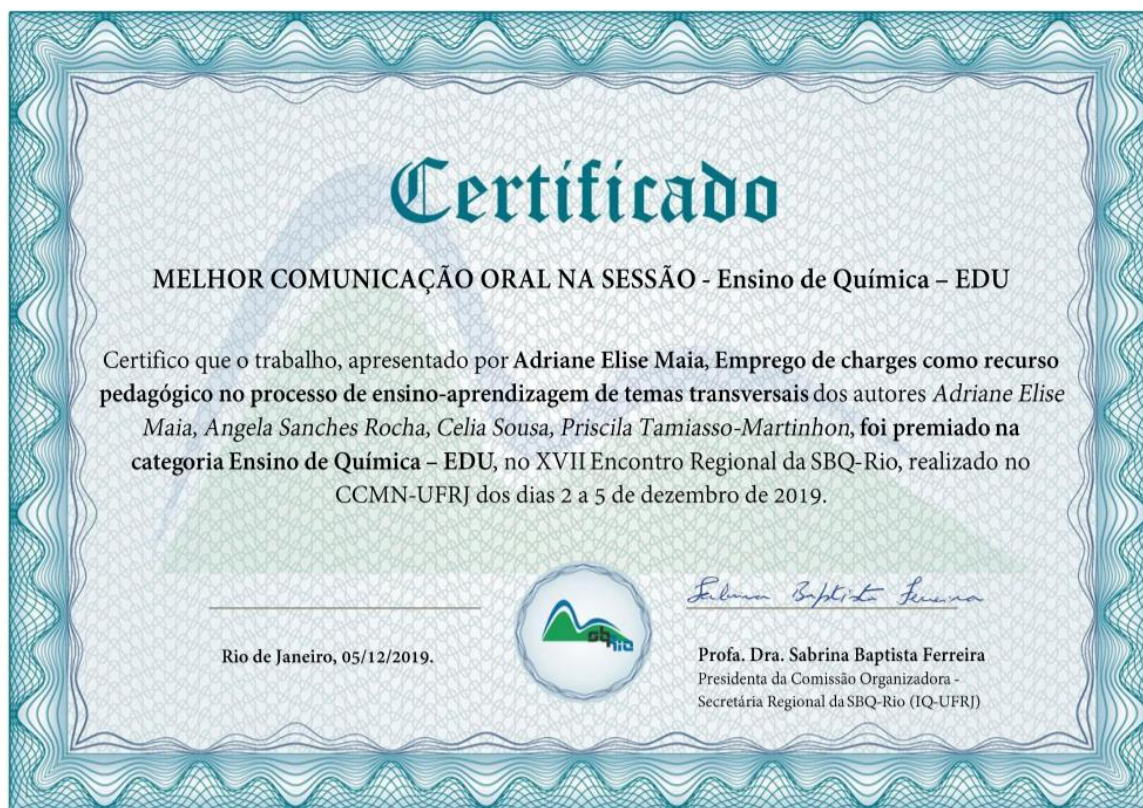 Certificado
MELHOR COMUNICAÇÃO ORAL NA SESSÃO - Ensino de Química – EDU
Certifico que o trabalho, apresentado por Adriane Elise Maia, Emprego de charges como recurso
pedagógico no processo de ensino-aprendizagem de temas transversais dos autores Adriane Elise
Maia, Angela Sanches Rocha, Celia Sousa, Priscila Tamiasso-Martinhon, foi premiado na
categoria Ensino de Química – EDU, no XVII Encontro Regional da SBQ-Rio, realizado no
CCMN-UFRJ dos dias 2 a 5 de dezembro de 2019.
Sabrina Baptista Ferreira
Rio de Janeiro, 05/12/2019.
sbqrio
Profa. Dra. Sabrina Baptista Ferreira
Presidenta da Comissão Organizadora -
Secretária Regional da SBQ-Rio (IQ-UFRJ)